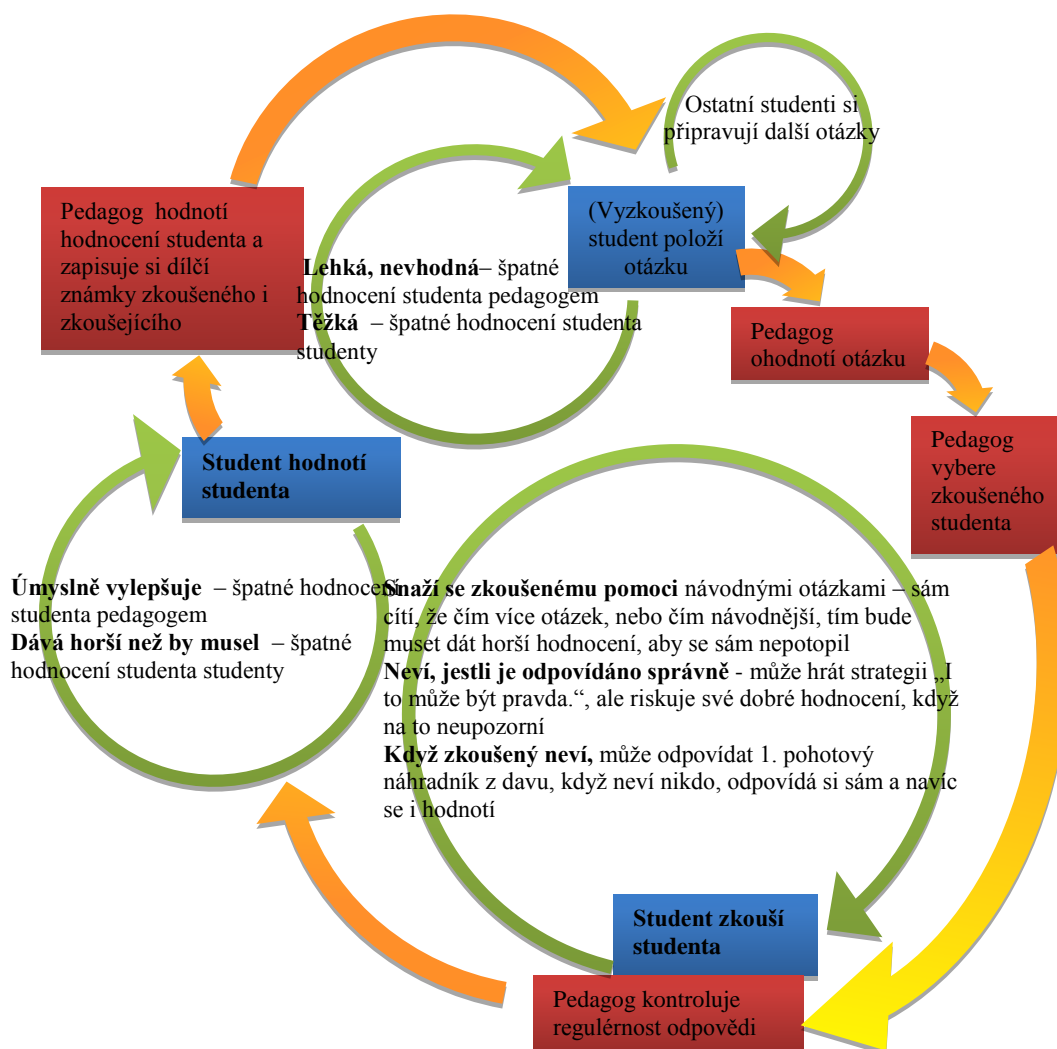 Ostatní studenti si
připravují další otázky
(Vyzkoušený)
student položí
otázku
Pedagog hodnotí
hodnocení studenta a
zapisuje si dílčí
známky zkoušeného i
zkoušejícího
Lehká, nevhodná– špatné
hodnocení studenta pedagogem
Těžká – špatné hodnocení studenta
studenty
Pedagog
ohodnotí otázku
Pedagog
vybere
zkoušeného
studenta
Student hodnotí
studenta
Úmyslně vylepšuje – špatné hodnocení
studenta pedagogem
Dává horší než by musel – špatné
hodnocení studenta studenty
Snaží se zkoušenému pomoci návodnými otázkami – sám
cítí, že čím více otázek, nebo čím návodnější, tím bude
muset dát horší hodnocení, aby se sám nepotopil
Neví, jestli je odpovídáno správně - může hrát strategii „I
to může být pravda.“, ale riskuje své dobré hodnocení, když
na to neupozorní
Když zkoušený neví, může odpovídat 1. pohotový
náhradník z davu, když neví nikdo, odpovídá si sám a navíc
se i hodnotí
Student zkouší
studenta
Pedagog kontroluje
regulérnost odpovědi